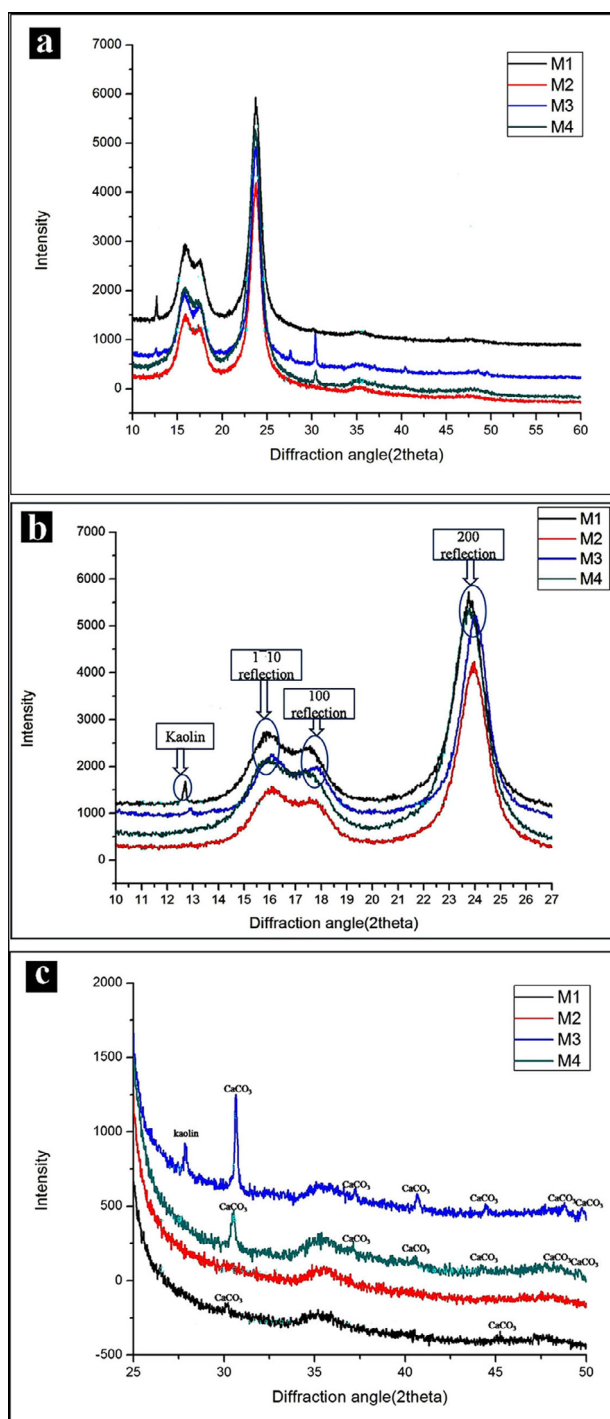 a
7000
6000
5000
4000
3000
2000
1000
0
Intensity
10 15 20 25 30 35 40 45 50 55 60
Diffraction angle(2theta)
M1
M2
M3
M4
b
7000
6000
5000
4000
3000
2000
1000
0
Intensity
10 11 12 13 14 15 16 17 18 19 20 21 22 23 24 25 26 27
Diffraction angle(2theta)
M1
M2
M3
M4
200
reflection
1¯10
reflection
100
reflection
Kaolin
c
2000
1500
1000
500
0
-500
Intensity
25 30 35 40 45 50
Diffraction angle(2theta)
M1
M2
M3
M4
CaCO₃
kaolin
CaCO₃
CaCO₃
CaCO₃
CaCO₃
CaCO₃
CaCO₃
CaCO₃
CaCO₃
CaCO₃
CaCO₃
CaCO₃
CaCO₃
CaCO₃